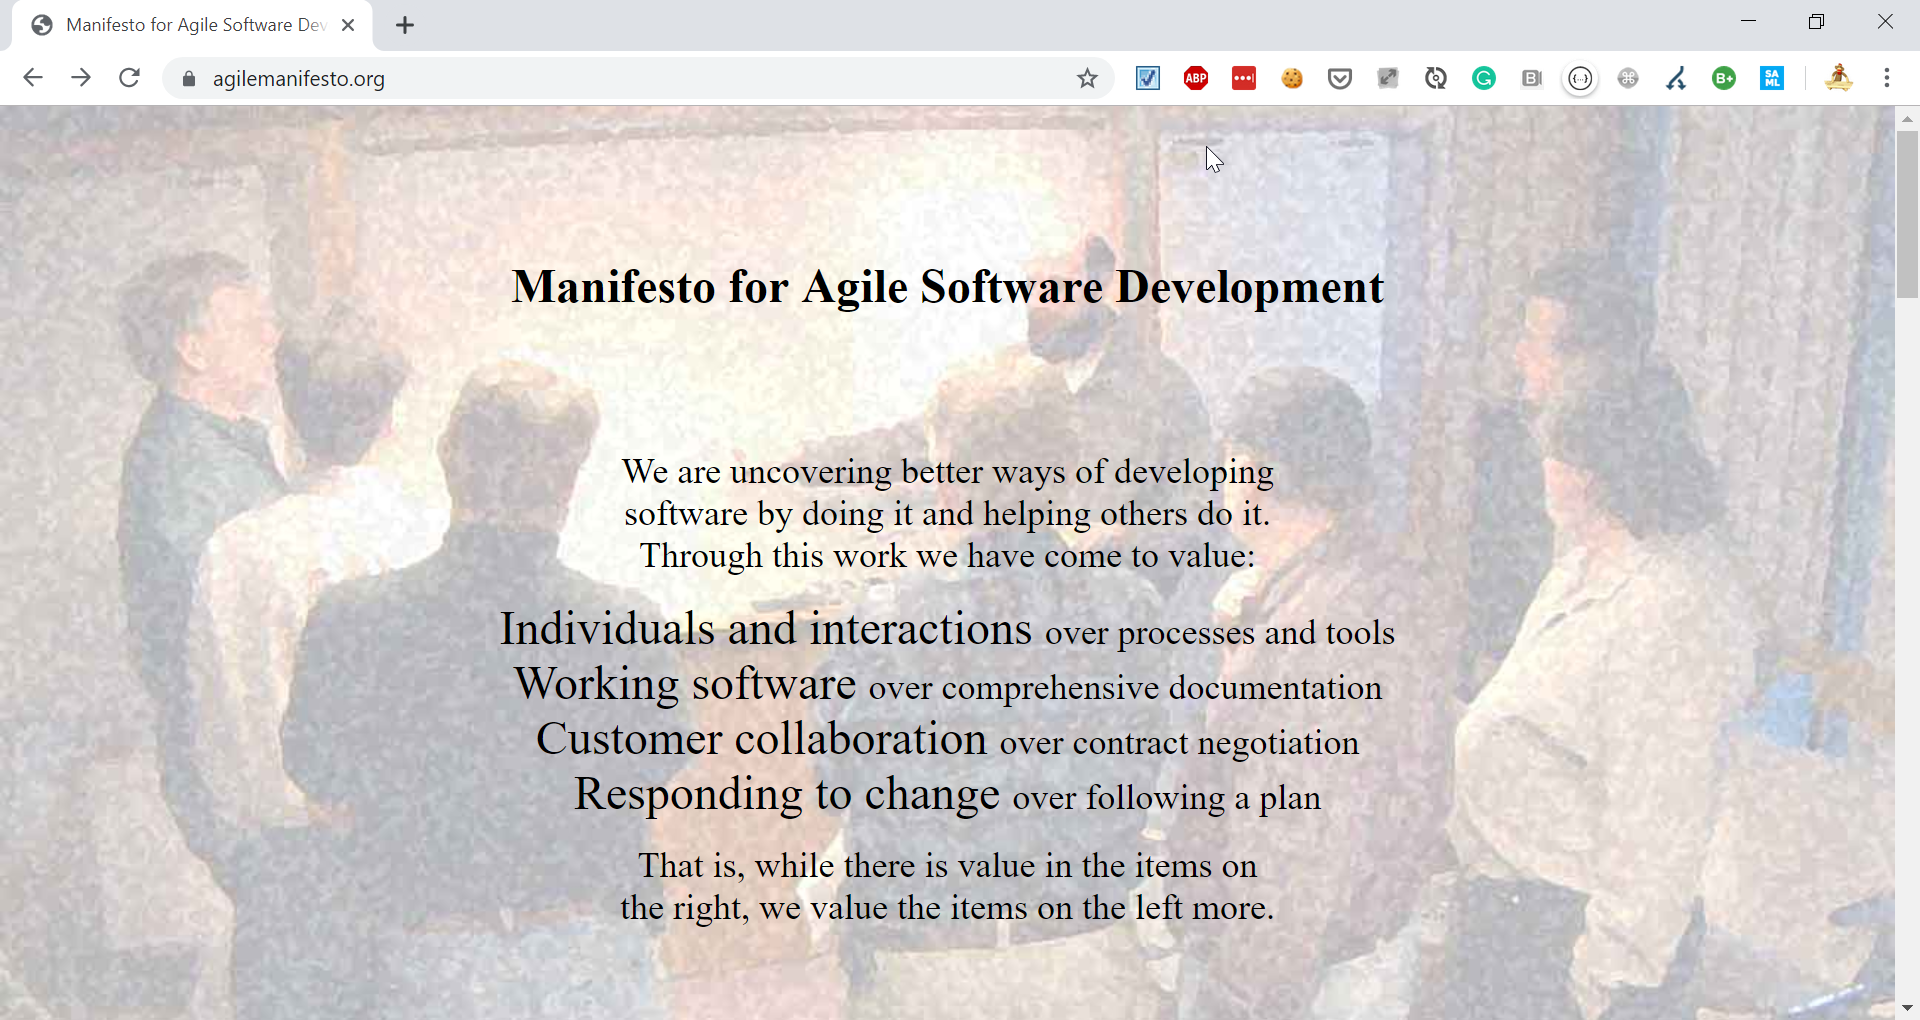 Manifesto for Agile Software Dev
agilemanifesto.org
ABP
B
{...}
B+
SA
ML
Manifesto for Agile Software Development
We are uncovering better ways of developing
software by doing it and helping others do it.
Through this work we have come to value:
Individuals and interactions over processes and tools
Working software over comprehensive documentation
Customer collaboration over contract negotiation
Responding to change over following a plan
That is, while there is value in the items on
the right, we value the items on the left more.